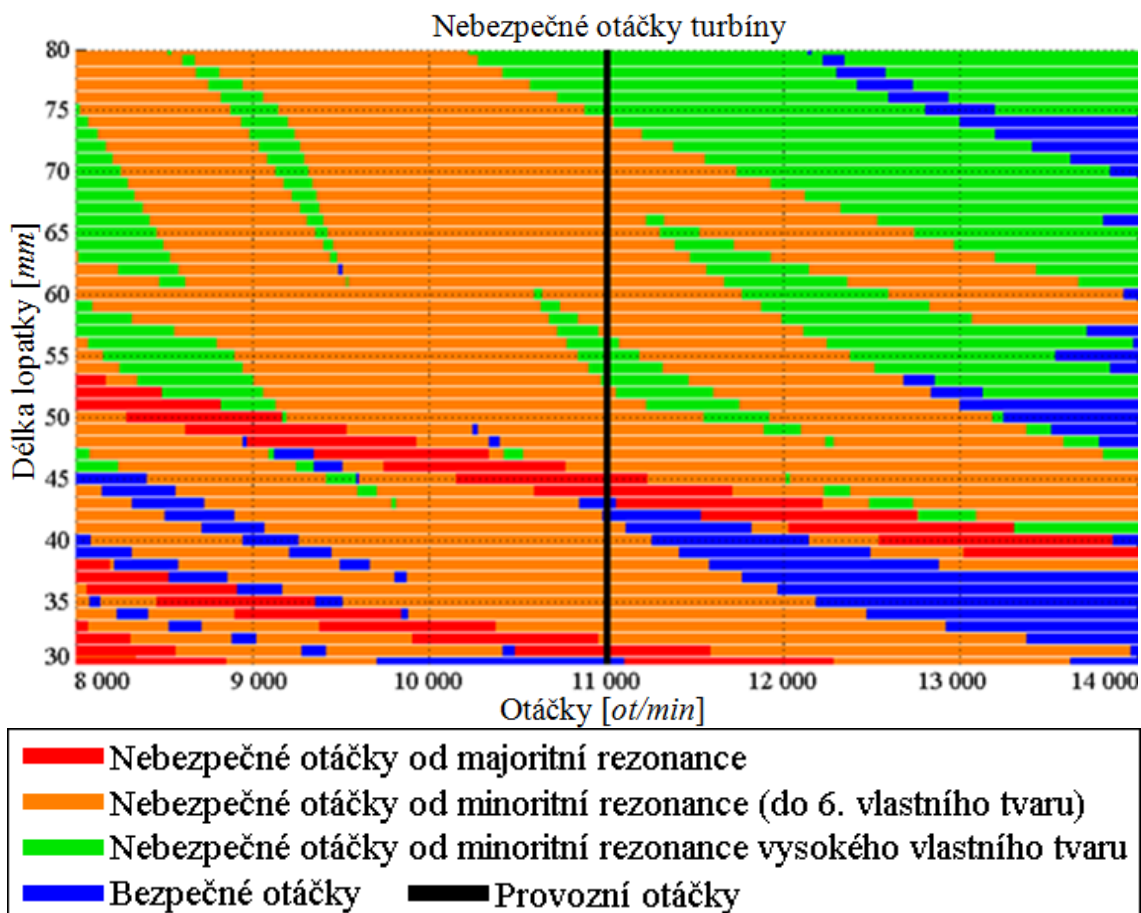 Nebezpečné otáčky turbíny
80
75
70
65
60
55
50
45
40
35
30
Délka lopatky [mm]
8 000 9 000 10 000 11 000 12 000 13 000 14 000
Otáčky [ot/min]
Nebezpečné otáčky od majoritní rezonance
Nebezpečné otáčky od minoritní rezonance (do 6. vlastního tvaru)
Nebezpečné otáčky od minoritní rezonance vysokého vlastního tvaru
Bezpečné otáčky Provozní otáčky